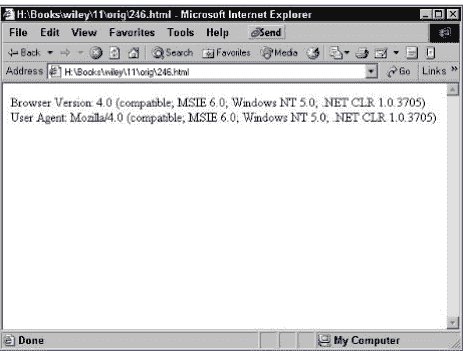 H:\Books\wiley\11\orig\246.html - Microsoft Internet Explorer
File Edit View Favorites Tools Help Send
Back Search Favorites Media
Address H:\Books\wiley\11\orig\246.html Go Links »
Browser Version: 4.0 (compatible; MSIE 6.0; Windows NT 5.0; .NET CLR 1.0.3705)
User Agent: Mozilla/4.0 (compatible; MSIE 6.0; Windows NT 5.0; .NET CLR 1.0.3705)
Done My Computer